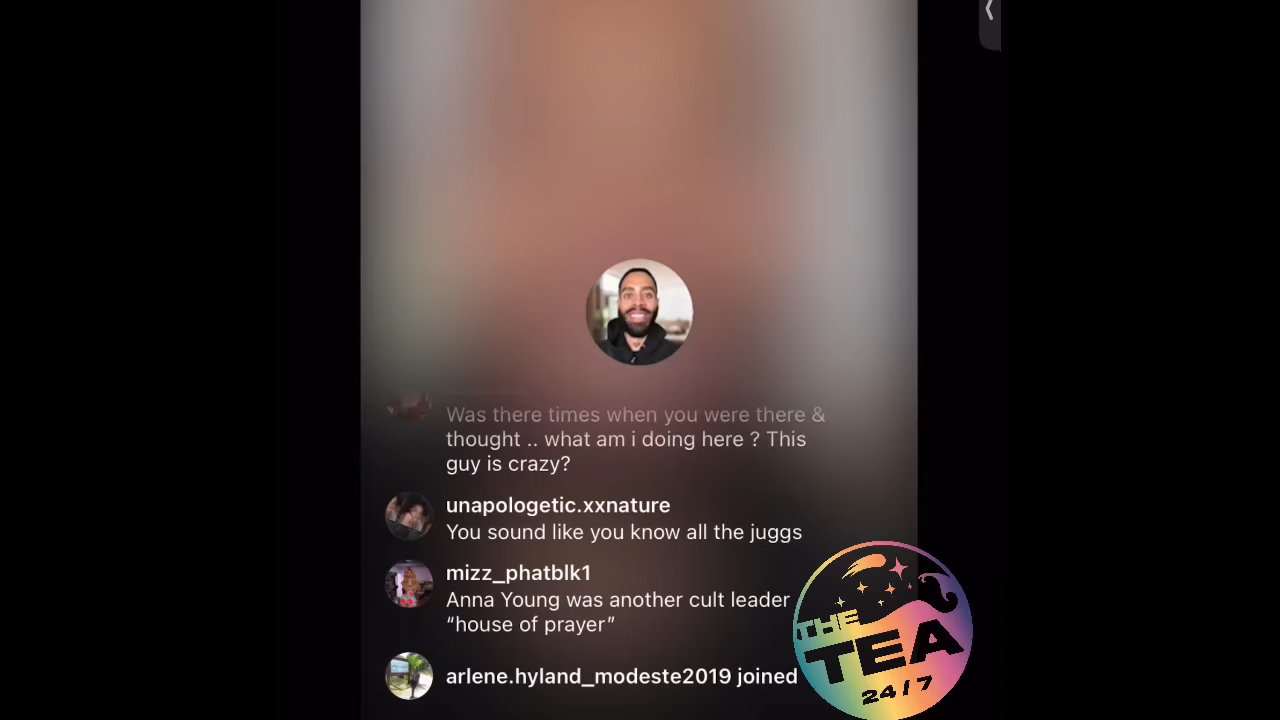 Was there times when you were there &
thought .. what am i doing here ? This
guy is crazy?
unapologetic.xxnature
You sound like you know all the juggs
mizz_phatblk1
Anna Young was another cult leader
“house of prayer”
arlene.hyland_modeste2019 joined
THE
TEA
24/7